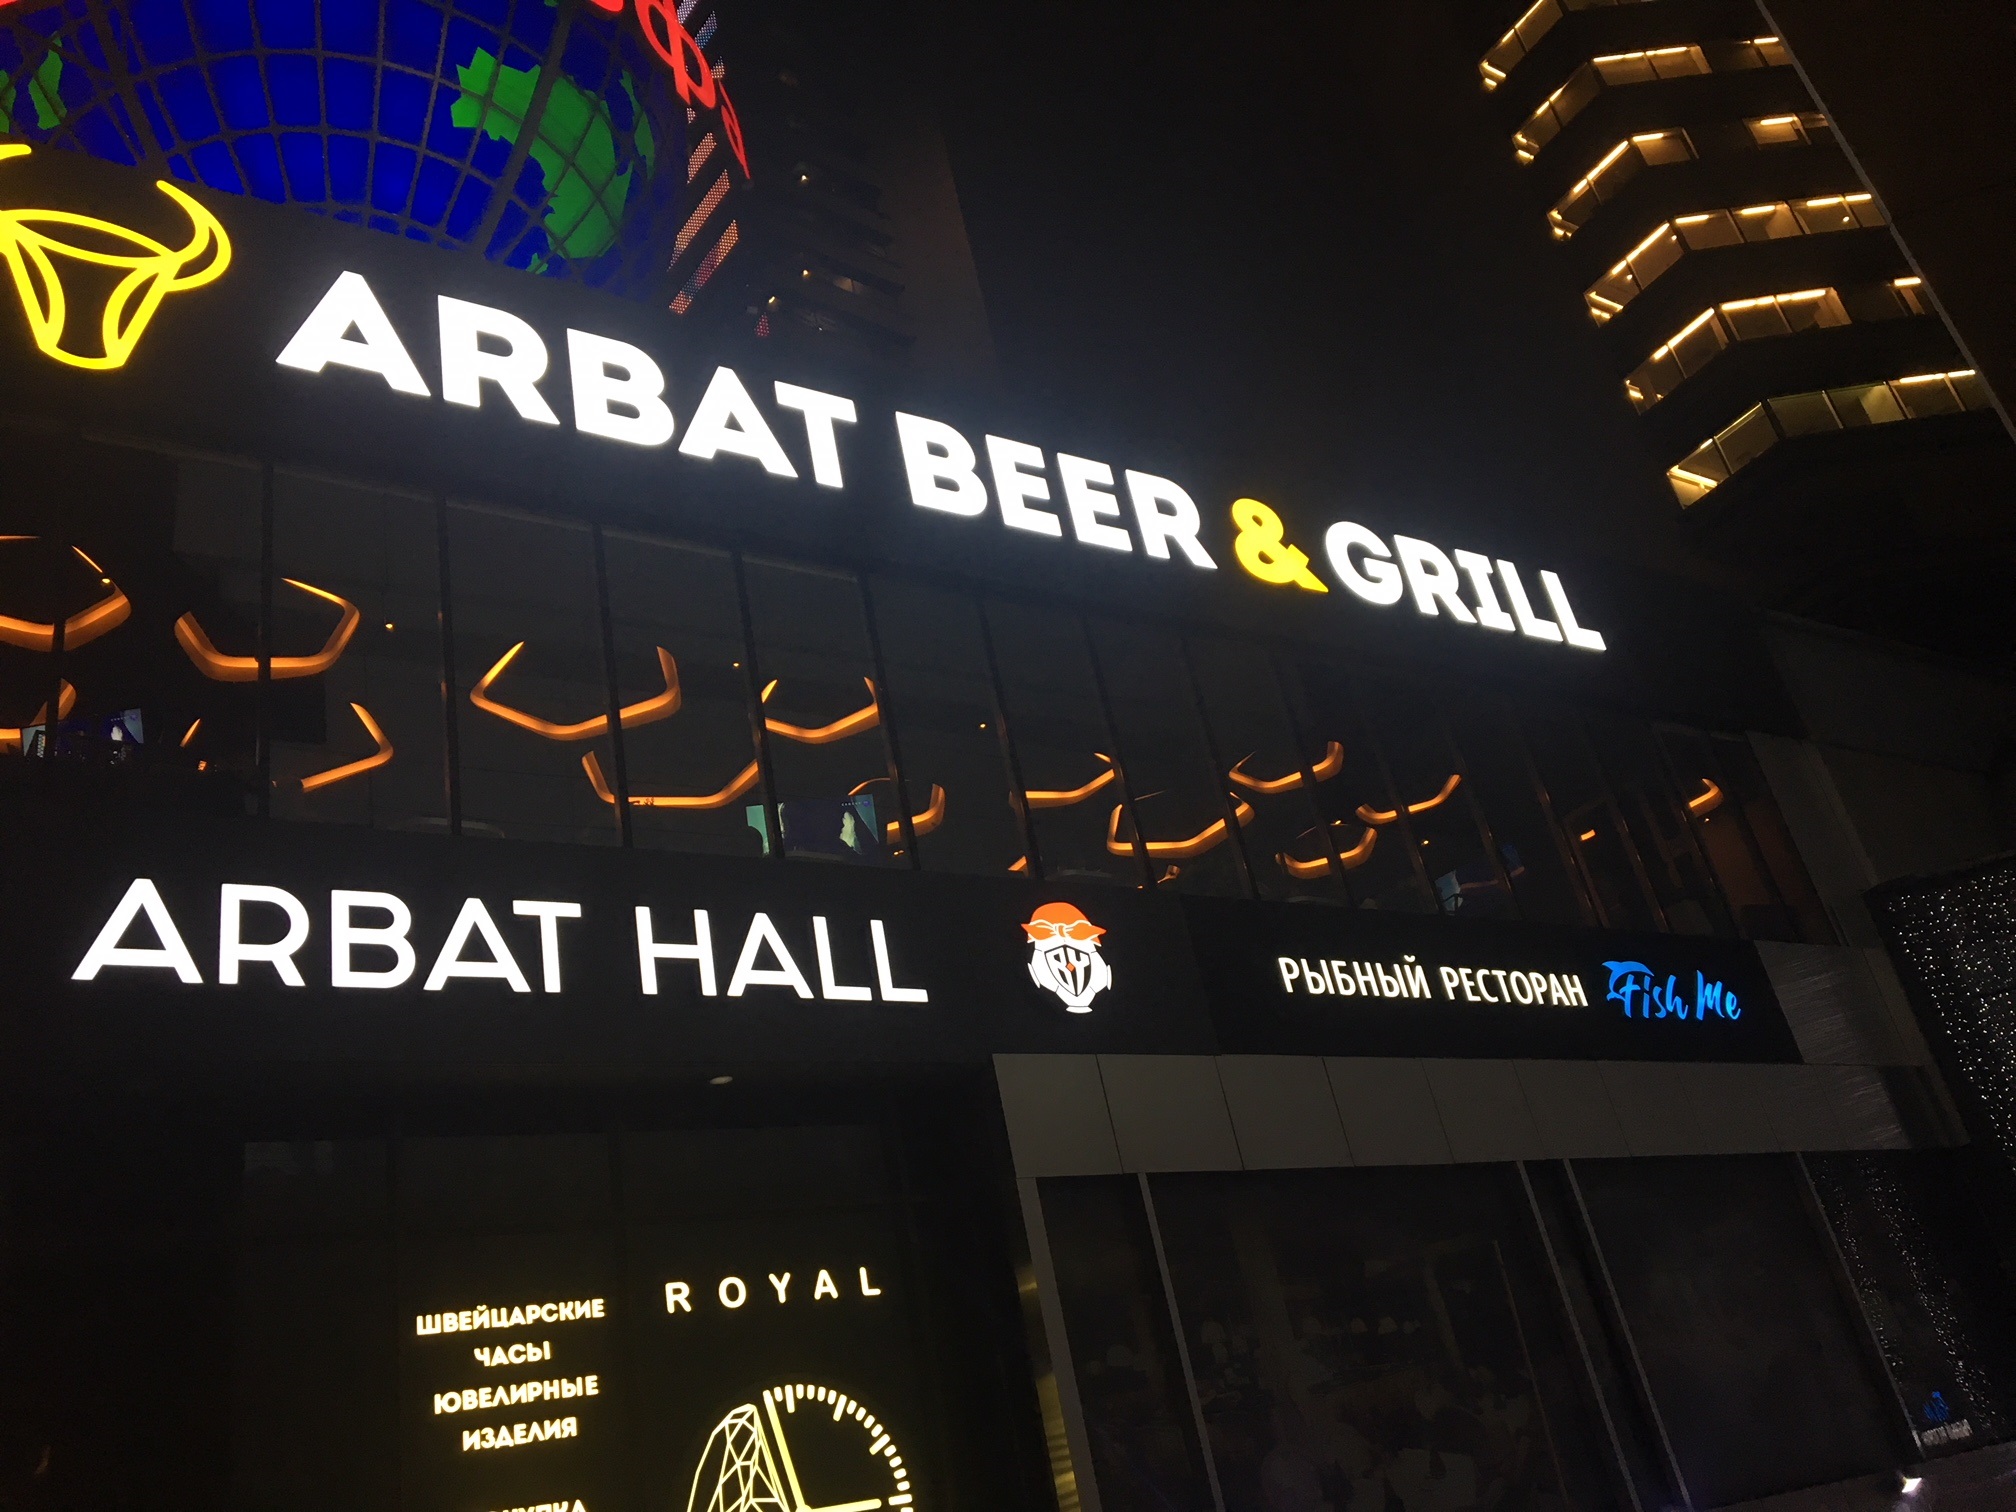 ARBAT BEER & GRILL
ARBAT HALL
РЫБНЫЙ РЕСТОРАН Fish Me
ROYAL
ШВЕЙЦАРСКИЕ
ЧАСЫ
ЮВЕЛИРНЫЕ
ИЗДЕЛИЯ